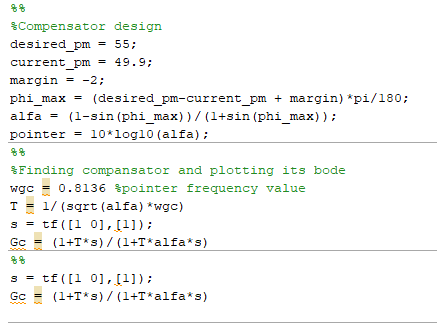 %%
%Compensator design
desired_pm = 55;
current_pm = 49.9;
margin = -2;
phi_max = (desired_pm-current_pm + margin)*pi/180;
alfa = (1-sin(phi_max))/(1+sin(phi_max));
pointer = 10*log10(alfa);
%%
%Finding compansator and plotting its bode
wgc = 0.8136 %pointer frequency value
T = 1/(sqrt(alfa)*wgc)
s = tf([1 0],[1]);
Gc = (1+T*s)/(1+T*alfa*s)
%%
s = tf([1 0],[1]);
Gc = (1+T*s)/(1+T*alfa*s)